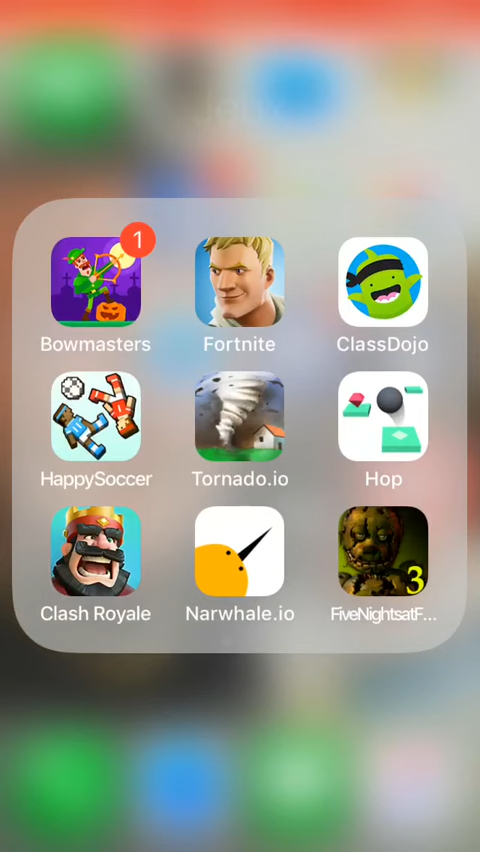 1
Bowmasters
Fortnite
ClassDojo
HappySoccer
Tornado.io
Hop
Clash Royale
Narwhale.io
3
FiveNightsatF...